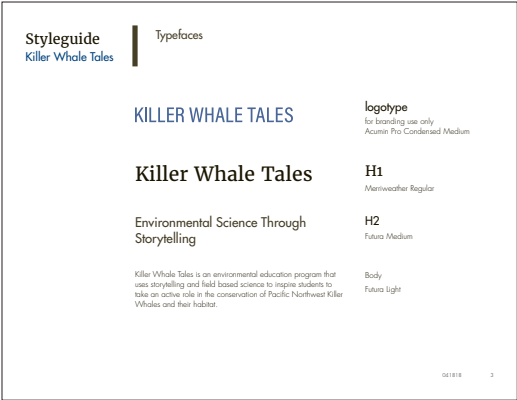 Styleguide
Killer Whale Tales
Typefaces
KILLER WHALE TALES
logotype
for branding use only
Acumin Pro Condensed Medium
Killer Whale Tales
H1
Merriweather Regular
Environmental Science Through
Storytelling
H2
Futura Medium
Killer Whale Tales is an environmental education program that
uses storytelling and field based science to inspire students to
take an active role in the conservation of Pacific Northwest Killer
Whales and their habitat.
Body
Futura Light
041818
3